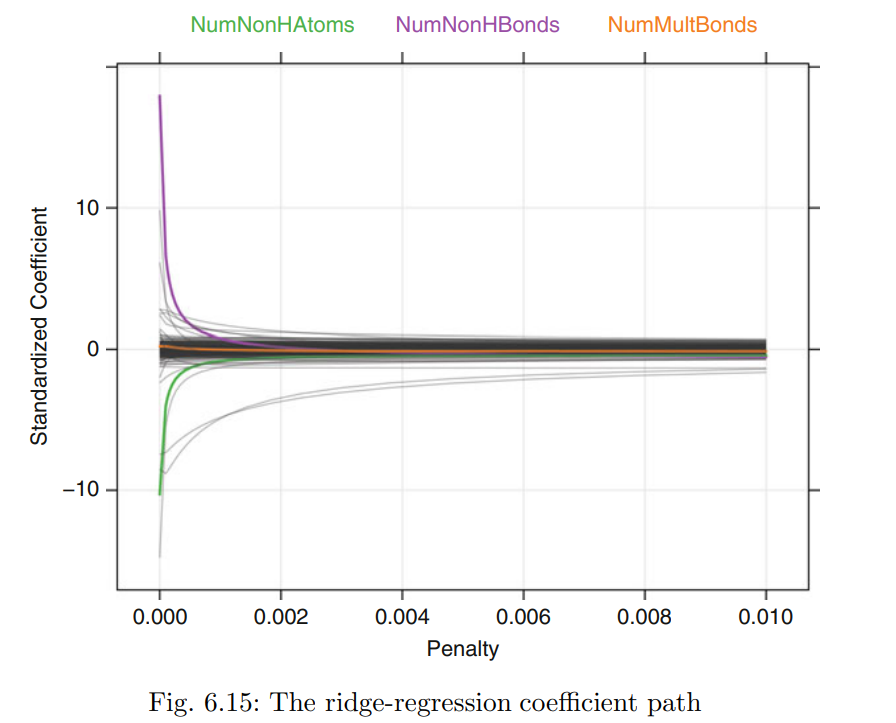 NumNonHAtoms NumNonHBonds NumMultBonds
Standardized Coefficient
10
0
−10
0.000 0.002 0.004 0.006 0.008 0.010
Penalty
Fig. 6.15: The ridge-regression coefficient path